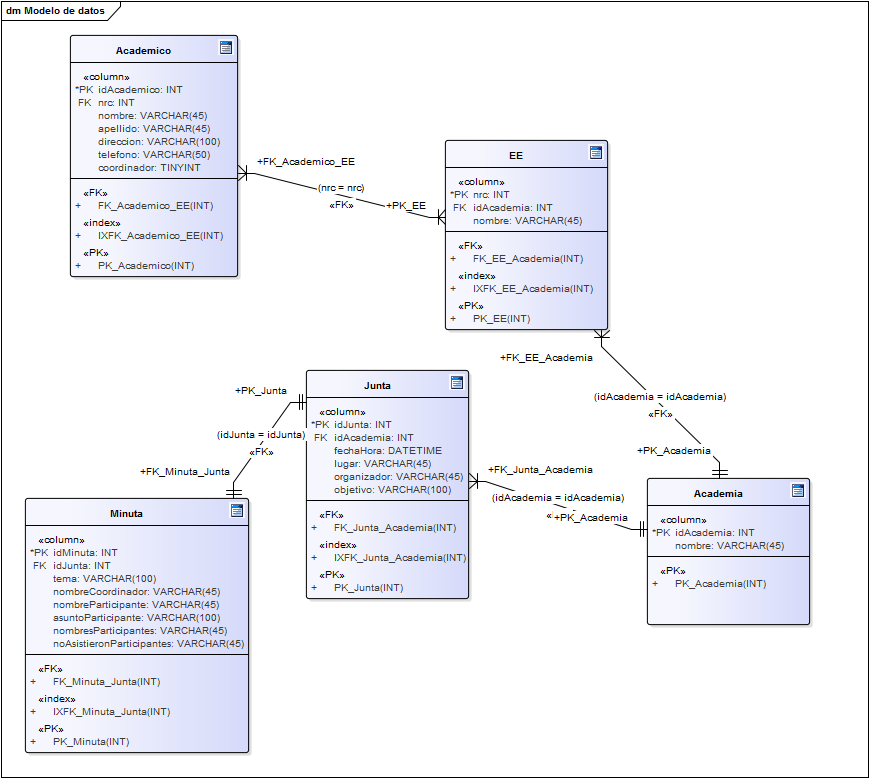 dm Modelo de datos
Academico
«column»
*PK idAcademico: INT
FK nrc: INT
nombre: VARCHAR(45)
apellido: VARCHAR(45)
direccion: VARCHAR(100)
telefono: VARCHAR(50)
coordinador: TINYINT
«FK»
+ FK_Academico_EE(INT)
«index»
+ IXFK_Academico_EE(INT)
«PK»
+ PK_Academico(INT)
+FK_Academico_EE
(nrc = nrc)
«FK»
+PK_EE
EE
«column»
*PK nrc: INT
FK idAcademia: INT
nombre: VARCHAR(45)
«FK»
+ FK_EE_Academia(INT)
«index»
+ IXFK_EE_Academia(INT)
«PK»
+ PK_EE(INT)
+FK_EE_Academia
(idAcademia = idAcademia)
«FK»
+PK_Academia
Junta
«column»
*PK idJunta: INT
FK idAcademia: INT
fechaHora: DATETIME
lugar: VARCHAR(45)
organizador: VARCHAR(45)
objetivo: VARCHAR(100)
«FK»
+ FK_Junta_Academia(INT)
«index»
+ IXFK_Junta_Academia(INT)
«PK»
+ PK_Junta(INT)
+PK_Junta
(idJunta = idJunta)
«FK»
+FK_Minuta_Junta
+FK_Junta_Academia
(idAcademia = idAcademia)
+PK_Academia
Academia
«column»
*PK idAcademia: INT
nombre: VARCHAR(45)
«PK»
+ PK_Academia(INT)
Minuta
«column»
*PK idMinuta: INT
FK idJunta: INT
tema: VARCHAR(100)
nombreCoordinador: VARCHAR(45)
nombreParticipante: VARCHAR(45)
asuntoParticipante: VARCHAR(100)
nombresParticipantes: VARCHAR(45)
noAsistieronParticipantes: VARCHAR(45)
«FK»
+ FK_Minuta_Junta(INT)
«index»
+ IXFK_Minuta_Junta(INT)
«PK»
+ PK_Minuta(INT)